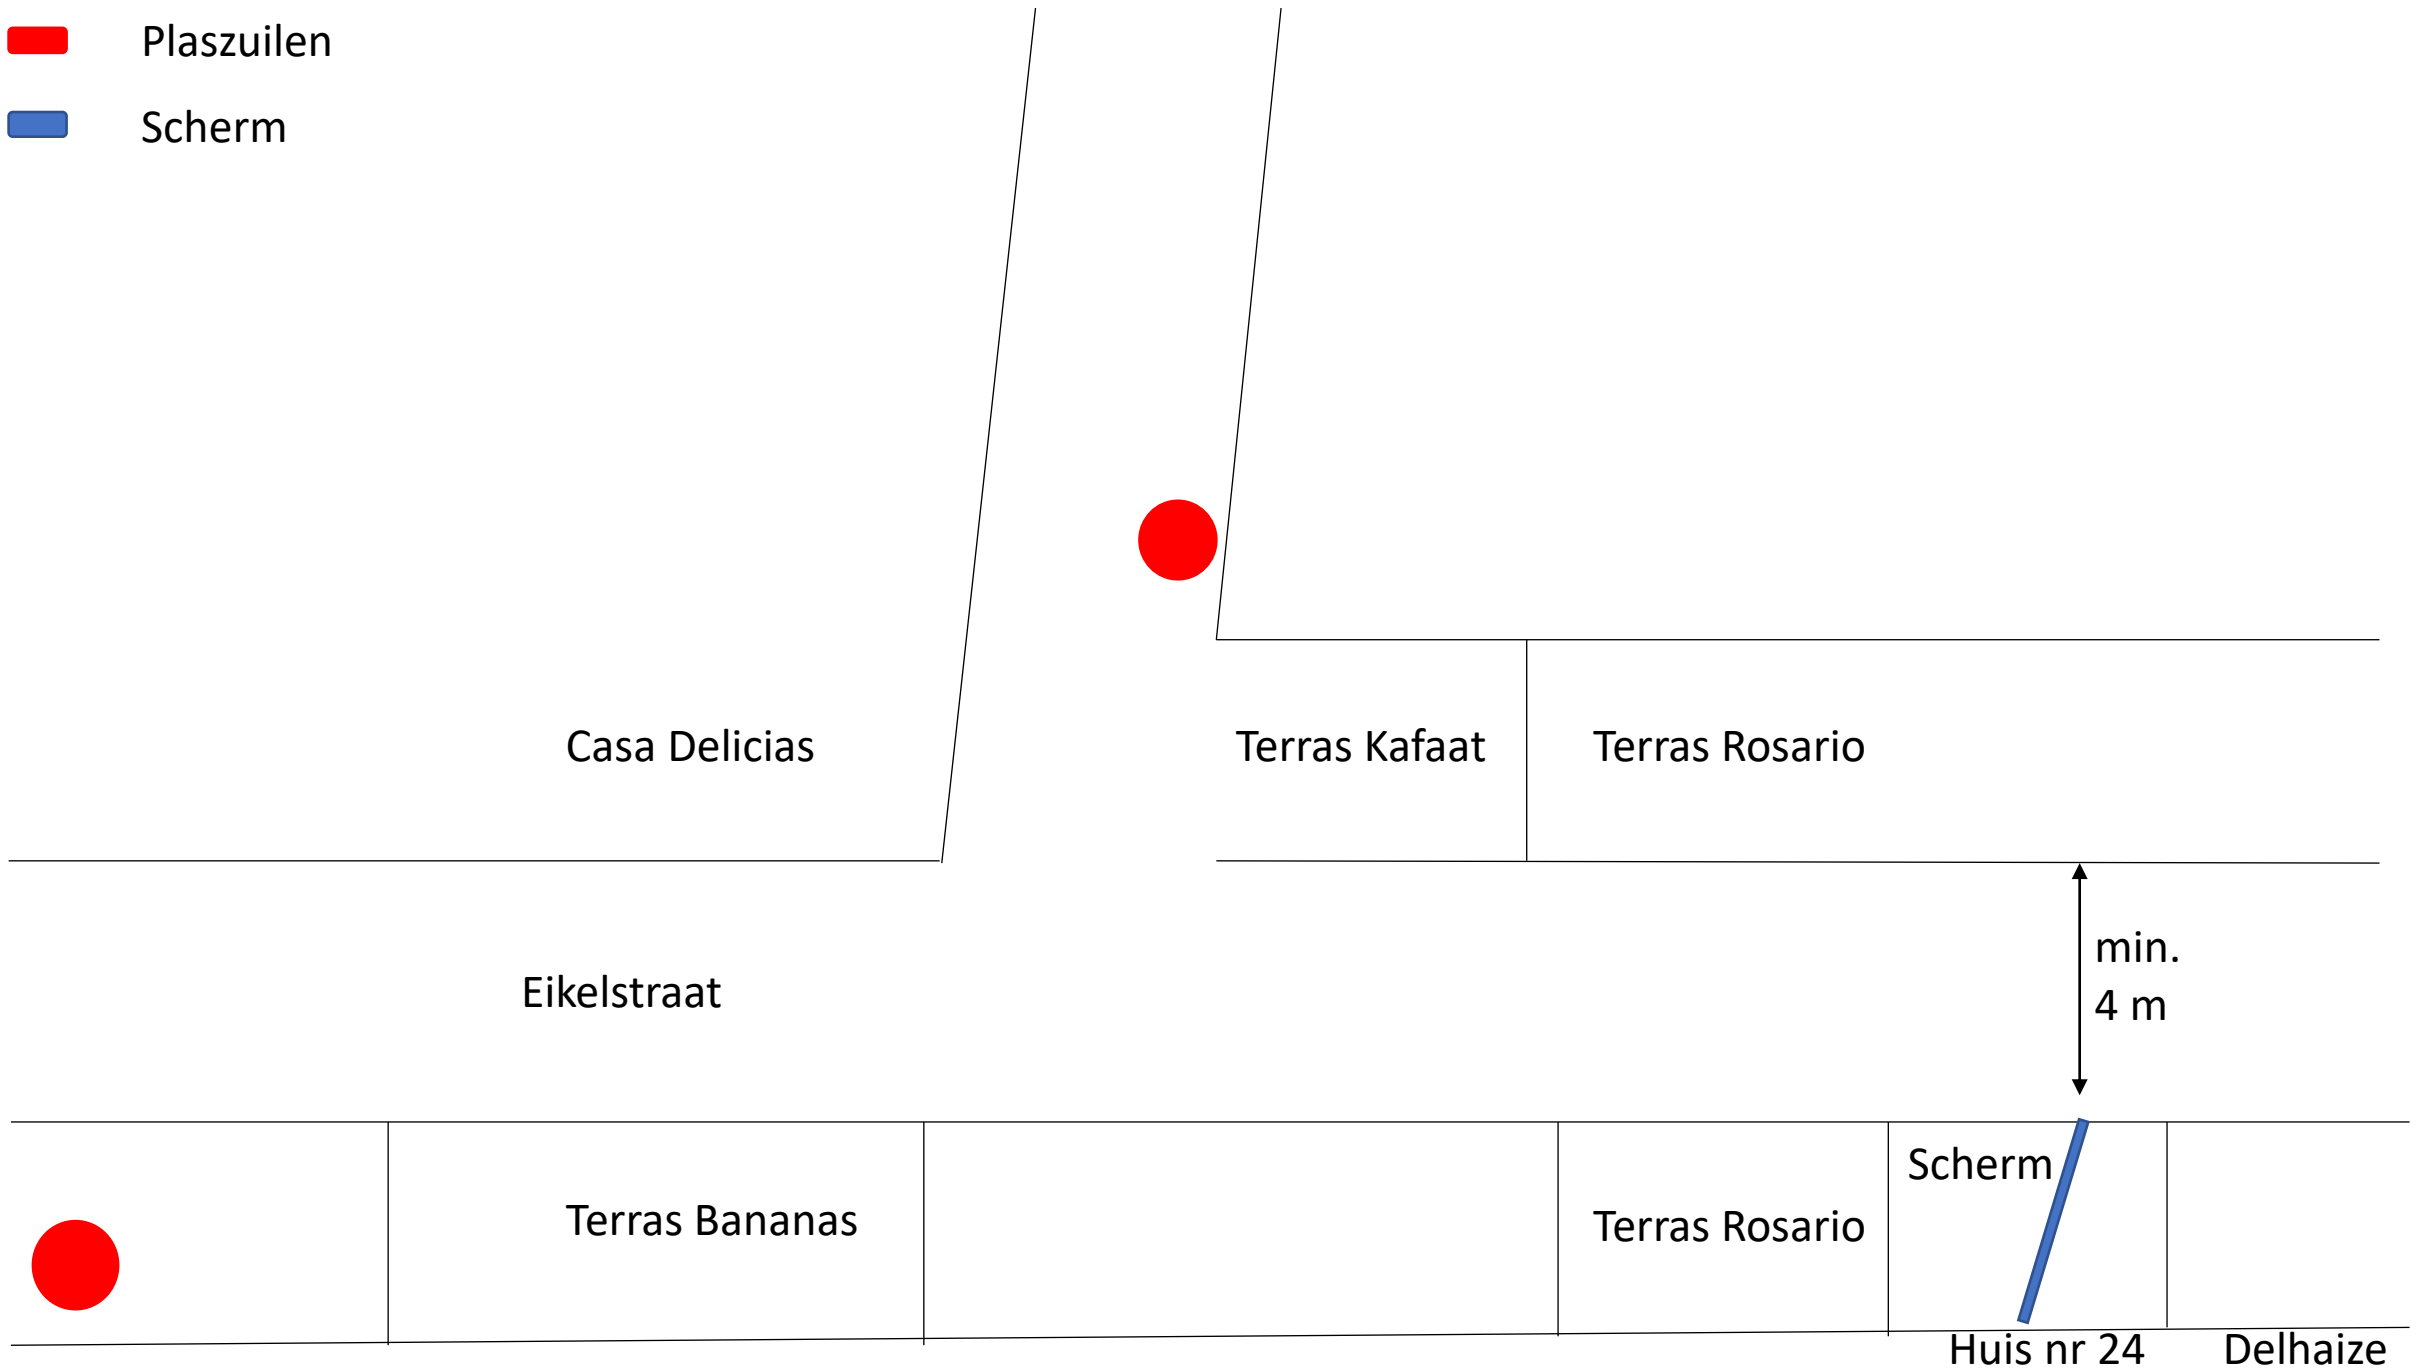 Plaszuilen
Scherm
Casa Delicias
Terras Kafaat
Terras Rosario
Eikelstraat
min.
4 m
Scherm
Terras Bananas
Terras Rosario
Huis nr 24
Delhaize